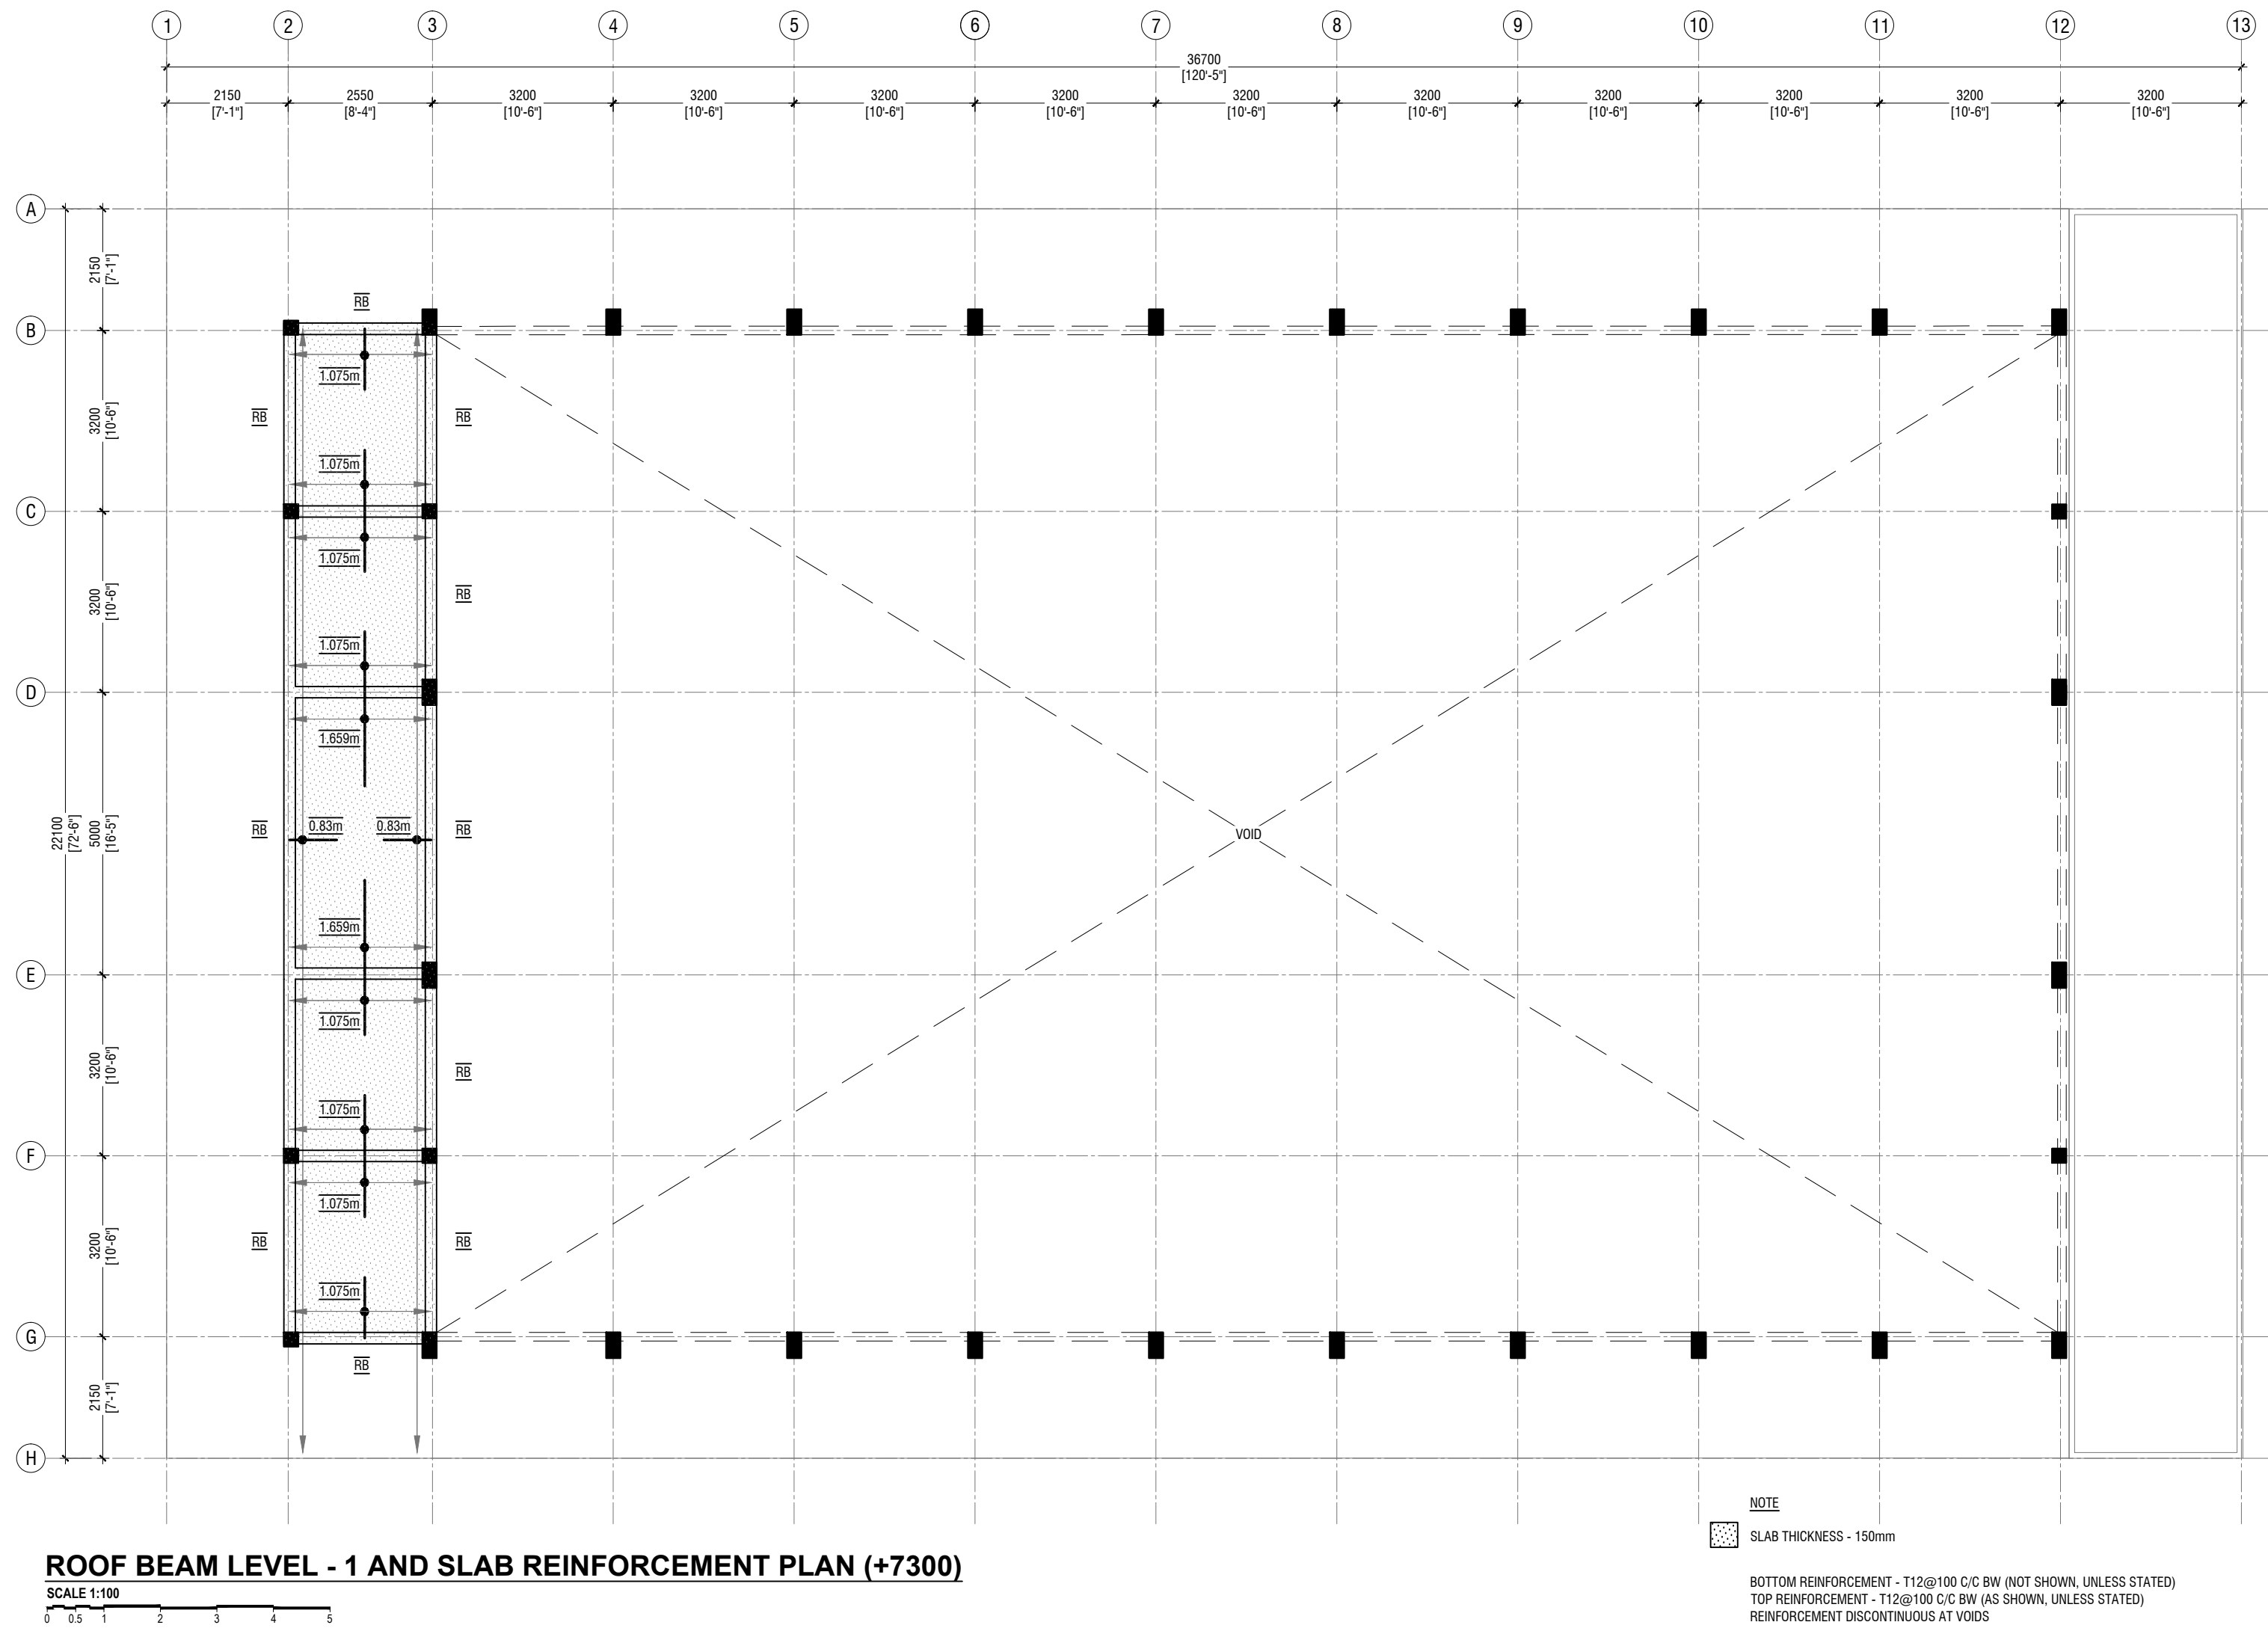 1 2 3 4 5 6 7 8 9 10 11 12 13
36700
[120'-5"]
2150 2550 3200 3200 3200 3200 3200 3200 3200 3200 3200 3200
[7'-1"] [8'-4"] [10'-6"] [10'-6"] [10'-6"] [10'-6"] [10'-6"] [10'-6"] [10'-6"] [10'-6"] [10'-6"] [10'-6"]
A
2150
[7'-1"]
RB
B
1.075m
3200
[10'-6"]
RB RB
1.075m
C
1.075m
3200
[10'-6"]
RB
1.075m
D
1.659m
22100
[72'-6"]
5000
[16'-5"]
RB 0.83m 0.83m RB
VOID
1.659m
E
1.075m
3200
[10'-6"]
RB
1.075m
F
1.075m
3200
[10'-6"]
RB RB
1.075m
G
RB
2150
[7'-1"]
H
NOTE
SLAB THICKNESS - 150mm
ROOF BEAM LEVEL - 1 AND SLAB REINFORCEMENT PLAN (+7300)
SCALE 1:100
0 0.5 1 2 3 4 5
BOTTOM REINFORCEMENT - T12@100 C/C BW (NOT SHOWN, UNLESS STATED)
TOP REINFORCEMENT - T12@100 C/C BW (AS SHOWN, UNLESS STATED)
REINFORCEMENT DISCONTINUOUS AT VOIDS